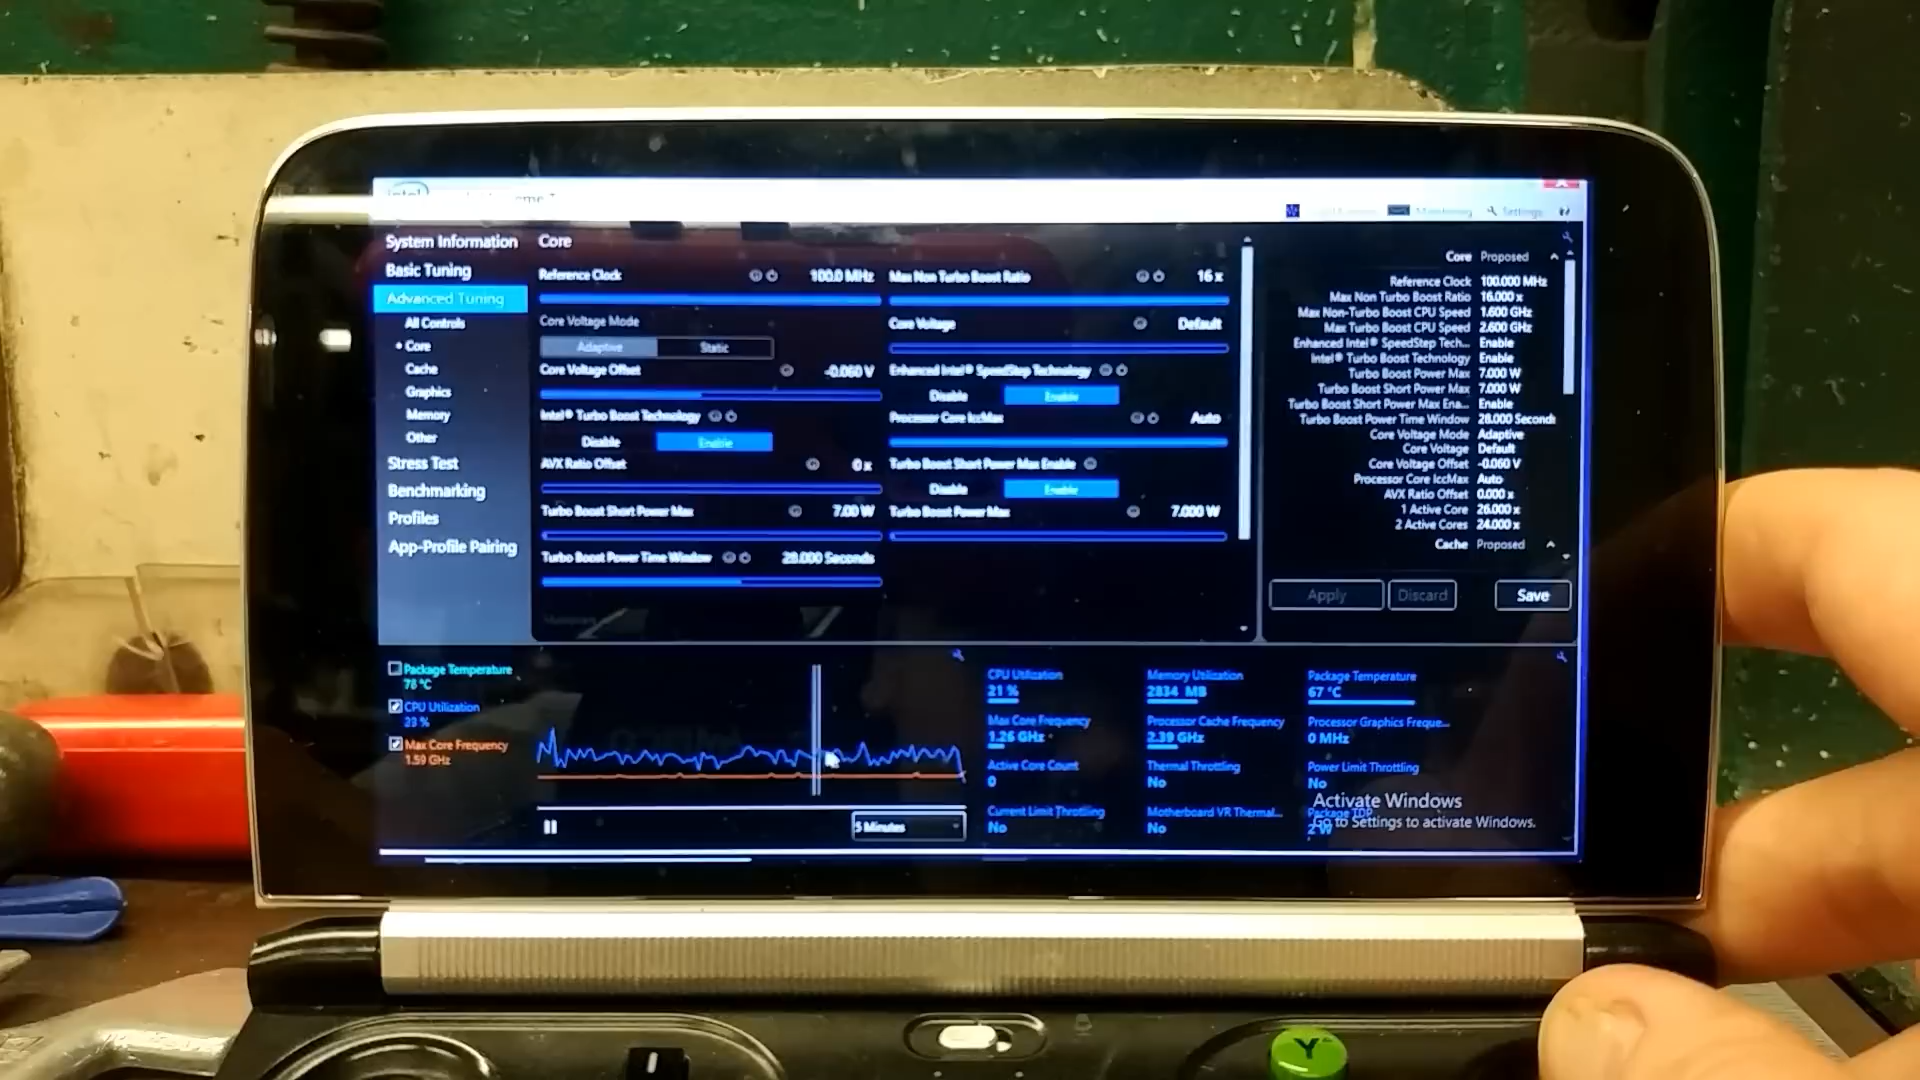 intel
Settings
System Information
Basic Tuning
Advanced Tuning
All Controls
• Core
Cache
Graphics
Memory
Other
Stress Test
Benchmarking
Profiles
App-Profile Pairing
Core
Reference Clock 100.0 MHz
Core Voltage Mode
Adaptive Static
Core Voltage Offset -0.060 V
Intel® Turbo Boost Technology
Disable Enable
AVX Ratio Offset 0 x
Turbo Boost Short Power Max 7.00 W
Turbo Boost Power Time Window 28.000 Seconds
Max Non Turbo Boost Ratio 16 x
Core Voltage Default
Enhanced Intel® SpeedStep Technology
Disable Enable
Processor Core IccMax Auto
Turbo Boost Short Power Max Enable
Disable Enable
Turbo Boost Power Max 7.000 W
Core Proposed
Reference Clock 100.000 MHz
Max Non Turbo Boost Ratio 16.000 x
Max Non-Turbo Boost CPU Speed 1.600 GHz
Max Turbo Boost CPU Speed 2.600 GHz
Enhanced Intel® SpeedStep Tech... Enable
Intel® Turbo Boost Technology Enable
Turbo Boost Power Max 7.000 W
Turbo Boost Short Power Max 7.000 W
Turbo Boost Short Power Max Ena... Enable
Turbo Boost Power Time Window 28.000 Seconds
Core Voltage Mode Adaptive
Core Voltage Default
Core Voltage Offset -0.060 V
Processor Core IccMax Auto
AVX Ratio Offset 0.000 x
1 Active Core 26.000 x
2 Active Cores 24.000 x
Cache Proposed
Apply Discard Save
Package Temperature
78 °C
CPU Utilization
23 %
Max Core Frequency
1.59 GHz
5 Minutes
CPU Utilization
21 %
Max Core Frequency
1.26 GHz
Active Core Count
0
Current Limit Throttling
No
Memory Utilization
2834 MB
Processor Cache Frequency
2.39 GHz
Thermal Throttling
No
Motherboard VR Thermal...
No
Package Temperature
67 °C
Processor Graphics Freque...
0 MHz
Power Limit Throttling
No
Package TDP
2 W
Activate Windows
Go to Settings to activate Windows.
Y